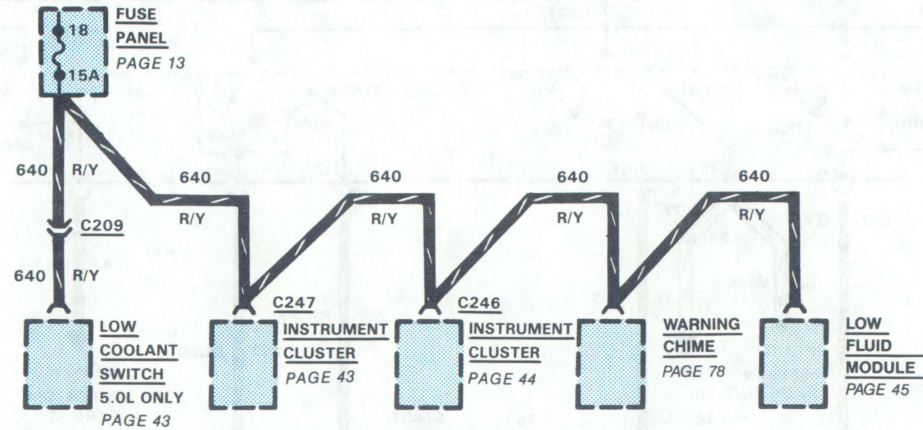 FUSE
PANEL
PAGE 13
18
15A
640 R/Y
640
R/Y
640
R/Y
640
R/Y
640
R/Y
C209
640 R/Y
C247
C246
LOW
COOLANT
SWITCH
5.0L ONLY
PAGE 43
INSTRUMENT
CLUSTER
PAGE 43
INSTRUMENT
CLUSTER
PAGE 44
WARNING
CHIME
PAGE 78
LOW
FLUID
MODULE
PAGE 45